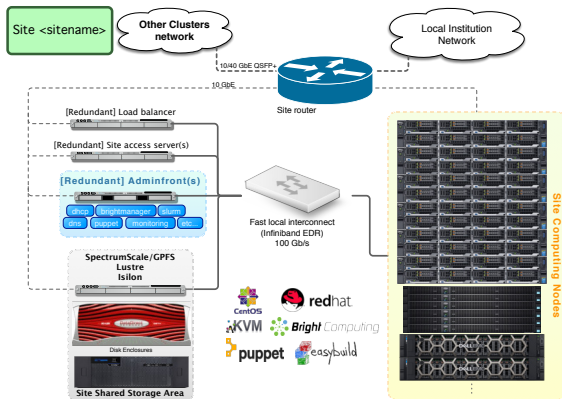 Site <sitename>
Other Clusters
network
Local Institution
Network
10/40 GbE QSFP+
10 GbE
Site router
[Redundant] Load balancer
[Redundant] Site access server(s)
[Redundant] Adminfront(s)
dhcp
brightmanager
slurm
dns
puppet
monitoring
etc..
Fast local interconnect
(Infiniband EDR)
100 Gb/s
Site Computing Nodes
SpectrumScale/GPFS
Lustre
Isilon
Disk Enclosures
Site Shared Storage Area
CentOS
redhat.
KVM
Bright Computing
puppet
easybuild